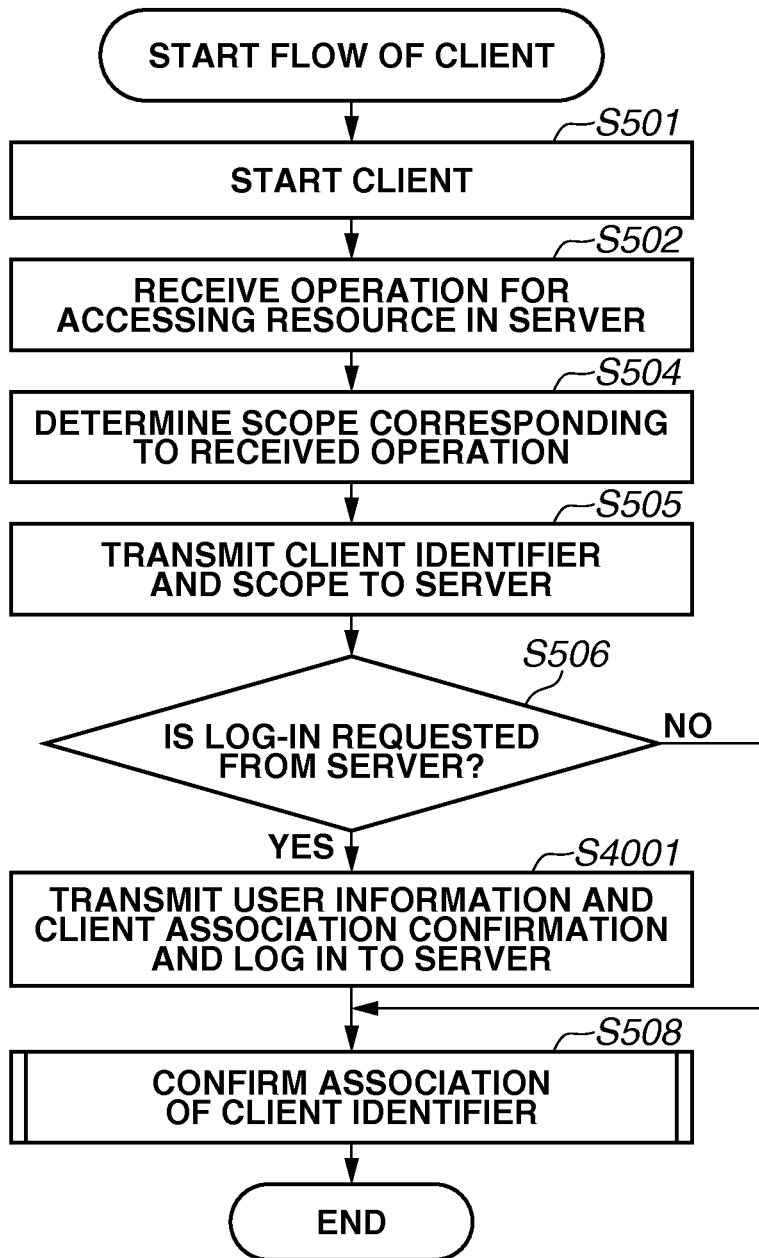 START FLOW OF CLIENT
S501
START CLIENT
S502
RECEIVE OPERATION FOR
ACCESSING RESOURCE IN SERVER
S504
DETERMINE SCOPE CORRESPONDING
TO RECEIVED OPERATION
S505
TRANSMIT CLIENT IDENTIFIER
AND SCOPE TO SERVER
S506
IS LOG-IN REQUESTED
FROM SERVER?
NO
YES
S4001
TRANSMIT USER INFORMATION AND
CLIENT ASSOCIATION CONFIRMATION
AND LOG IN TO SERVER
S508
CONFIRM ASSOCIATION
OF CLIENT IDENTIFIER
END